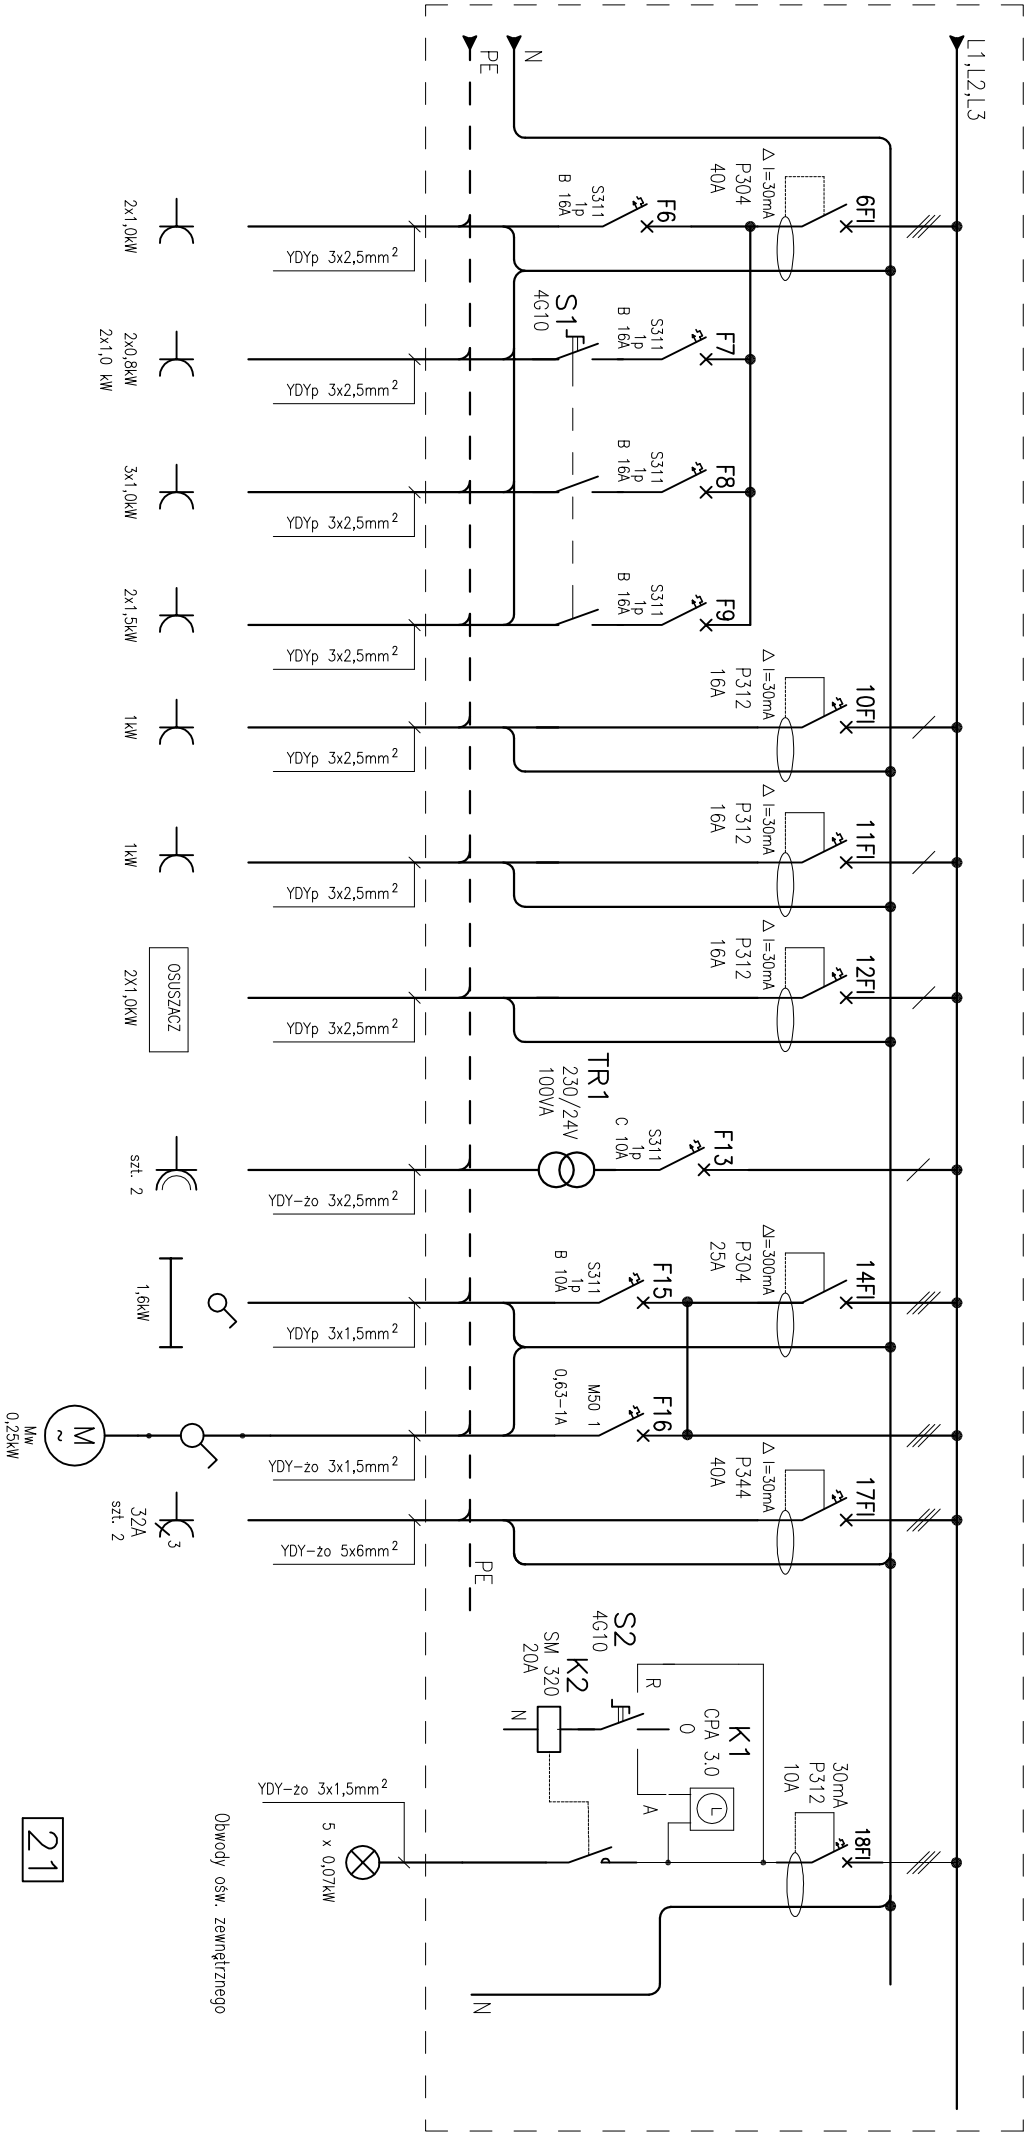 L1,L2,L3
N
PE
6FI
Δ I=30mA
P304
40A
F6
S311
1p
B 16A
YDYp 3x2,5mm²
2x1,0kW
F7
S311
1p
B 16A
S1
4G10
YDYp 3x2,5mm²
2x0,8kW
2x1,0 kW
F8
S311
1p
B 16A
YDYp 3x2,5mm²
3x1,0kW
F9
S311
1p
B 16A
YDYp 3x2,5mm²
2x1,5kW
10FI
Δ I=30mA
P312
16A
YDYp 3x2,5mm²
1kW
11FI
Δ I=30mA
P312
16A
YDYp 3x2,5mm²
1kW
12FI
Δ I=30mA
P312
16A
YDYp 3x2,5mm²
OSUSZACZ
2X1,0KW
F13
S311
1p
C 10A
TR1
230/24V
100VA
YDY-żo 3x2,5mm²
szt. 2
14FI
ΔI=300mA
P304
25A
F15
S311
1p
B 10A
YDYp 3x1,5mm²
1,6kW
F16
M50 1
0,63-1A
YDY-żo 3x1,5mm²
M
~
Mw
0,25kW
17FI
Δ I=30mA
P344
40A
PE
YDY-żo 5x6mm²
3
32A
szt. 2
18FI
30mA
P312
10A
K1
CPA 3.0
R
O
A
S2
4G10
K2
SM 320
20A
N
N
YDY-żo 3x1,5mm²
5 x 0,07kW
Obwody ośw. zewnętrznego
21